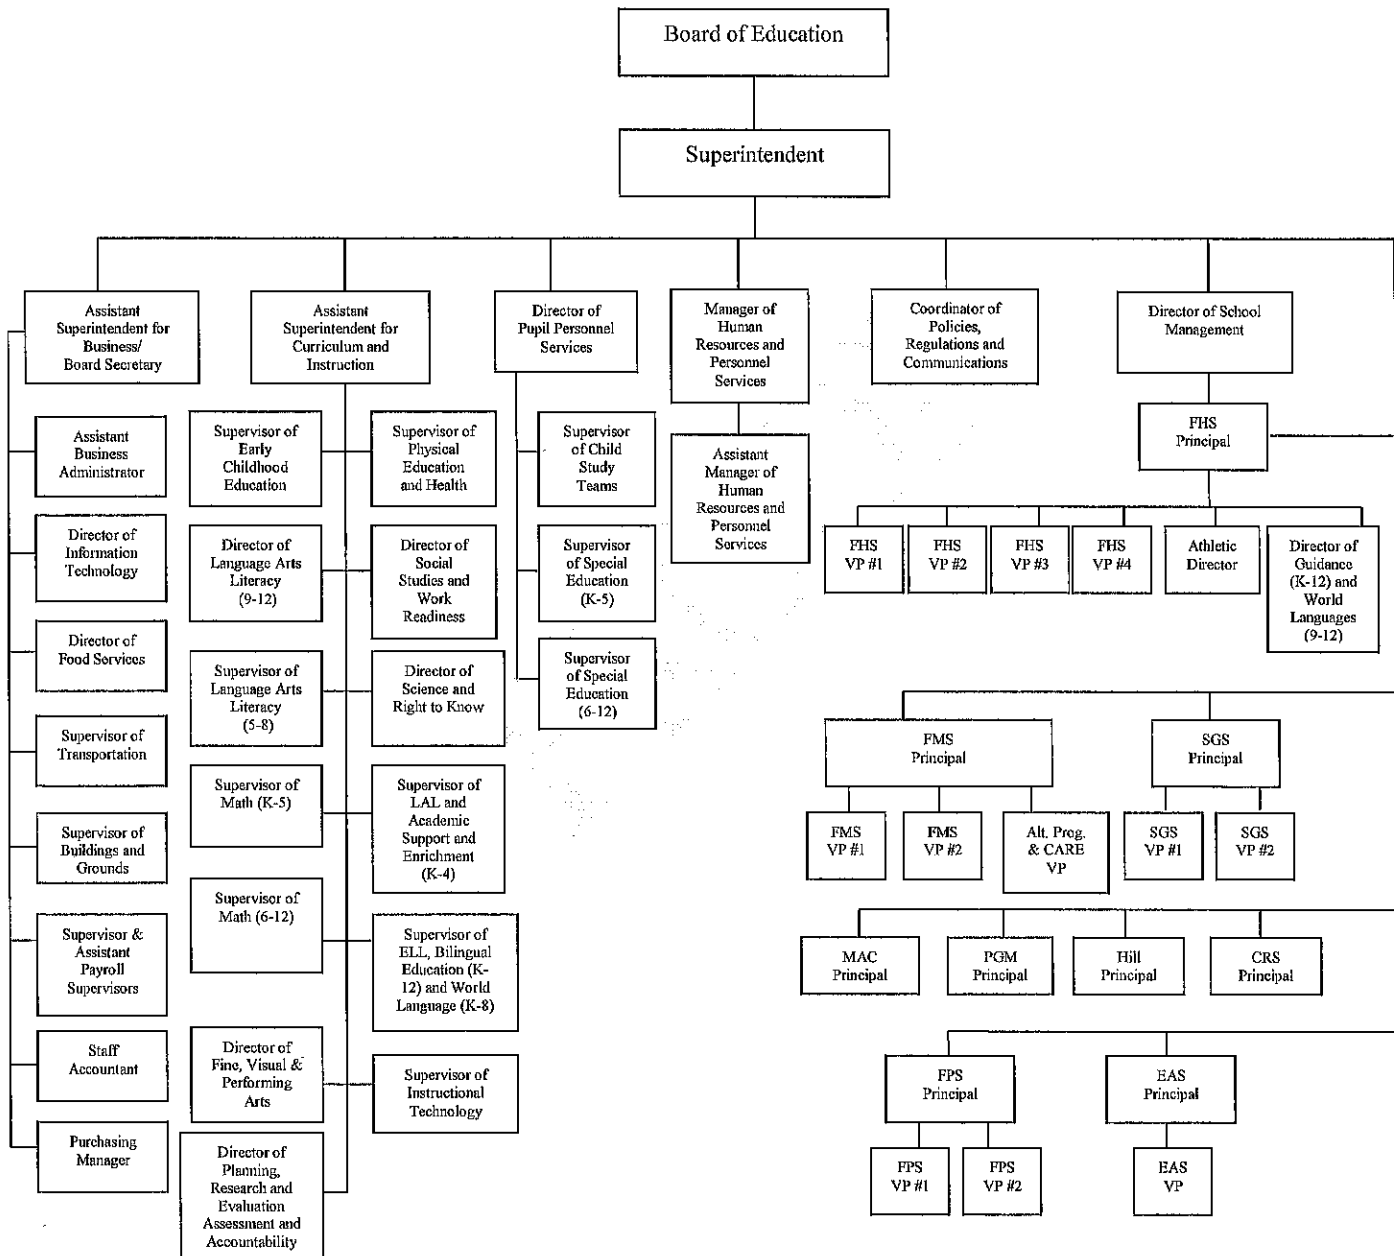 Board of Education
Superintendent
Assistant
Superintendent for
Business/
Board Secretary
Assistant
Superintendent for
Curriculum and
Instruction
Director of
Pupil Personnel
Services
Manager of
Human
Resources and
Personnel
Services
Coordinator of
Policies,
Regulations and
Communications
Director of School
Management
Assistant
Business
Administrator
Director of
Information
Technology
Director of
Food Services
Supervisor of
Transportation
Supervisor of
Buildings and
Grounds
Supervisor &
Assistant
Payroll
Supervisors
Staff
Accountant
Purchasing
Manager
Supervisor of
Early
Childhood
Education
Supervisor of
Physical
Education
and Health
Director of
Language Arts
Literacy
(9-12)
Director of
Social
Studies and
Work
Readiness
Supervisor of
Language Arts
Literacy
(5-8)
Director of
Science and
Right to Know
Supervisor of
Math (K-5)
Supervisor of
LAL and
Academic
Support and
Enrichment
(K-4)
Supervisor of
Math (6-12)
Supervisor of
ELL, Bilingual
Education (K-
12) and World
Language (K-8)
Director of
Fine, Visual &
Performing
Arts
Supervisor of
Instructional
Technology
Director of
Planning,
Research and
Evaluation
Assessment and
Accountability
Supervisor
of Child
Study
Teams
Supervisor
of Special
Education
(K-5)
Supervisor
of Special
Education
(6-12)
Assistant
Manager of
Human
Resources and
Personnel
Services
FHS
Principal
FHS
VP #1
FHS
VP #2
FHS
VP #3
FHS
VP #4
Athletic
Director
Director of
Guidance
(K-12) and
World
Languages
(9-12)
FMS
Principal
SGS
Principal
FMS
VP #1
FMS
VP #2
Alt. Prog.
& CARE
VP
SGS
VP #1
SGS
VP #2
MAC
Principal
PGM
Principal
Hill
Principal
CRS
Principal
FPS
Principal
EAS
Principal
FPS
VP #1
FPS
VP #2
EAS
VP